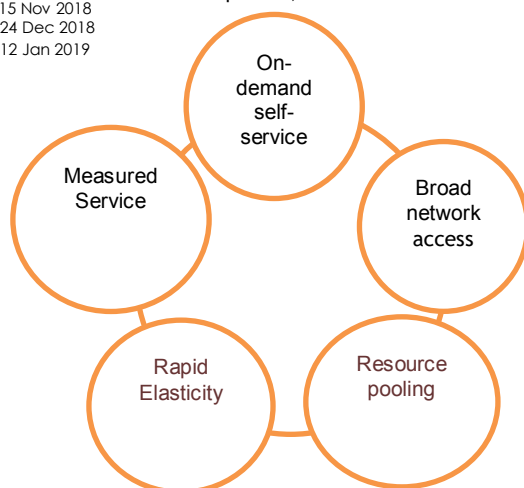 15 Nov 2018
24 Dec 2018
12 Jan 2019
On-
demand
self-
service
Measured
Service
Broad
network
access
Rapid
Elasticity
Resource
pooling